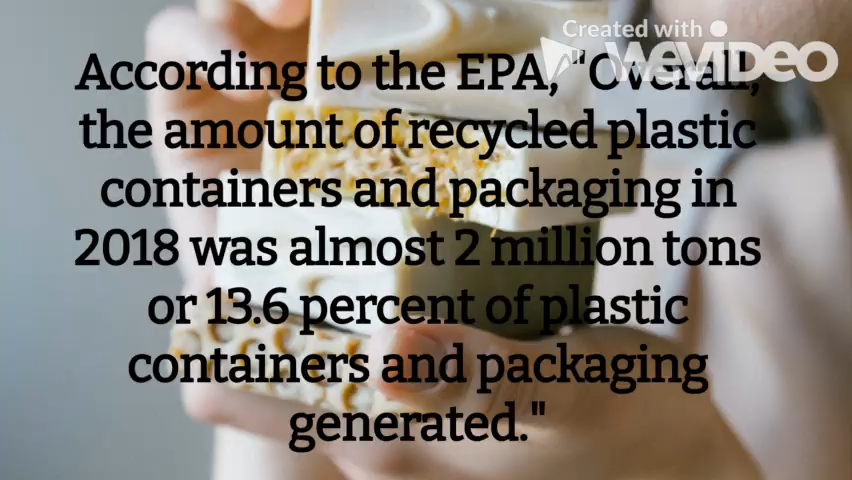 Created with
WEVIDEO
According to the EPA, "Overall,
the amount of recycled plastic
containers and packaging in
2018 was almost 2 million tons
or 13.6 percent of plastic
containers and packaging
generated."